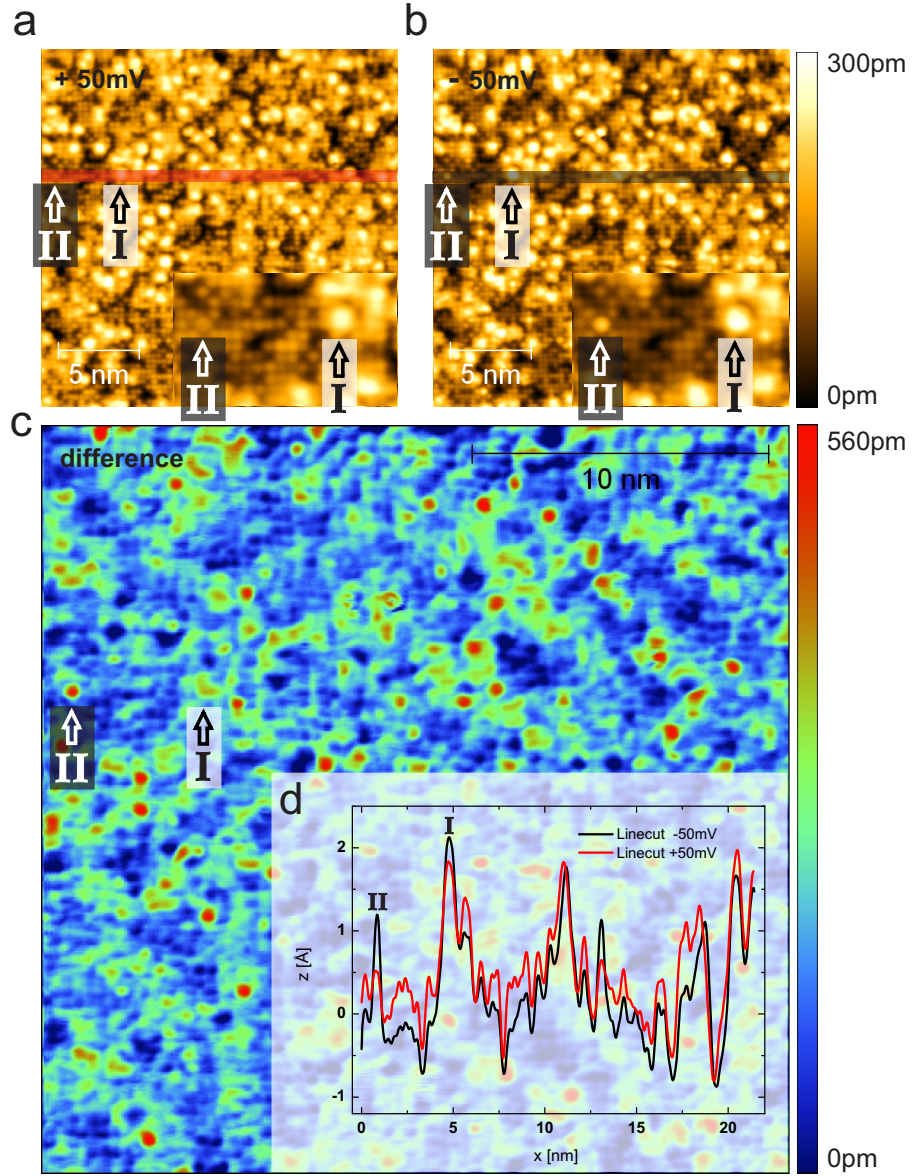 a
b
+ 50mV
- 50mV
300pm
II
I
II
I
5 nm
II
I
5 nm
II
I
0pm
c
560pm
difference
10 nm
II
I
d
I
Linecut -50mV
Linecut +50mV
2
II
1
z [Å]
0
-1
0
5
10
15
20
x [nm]
0pm